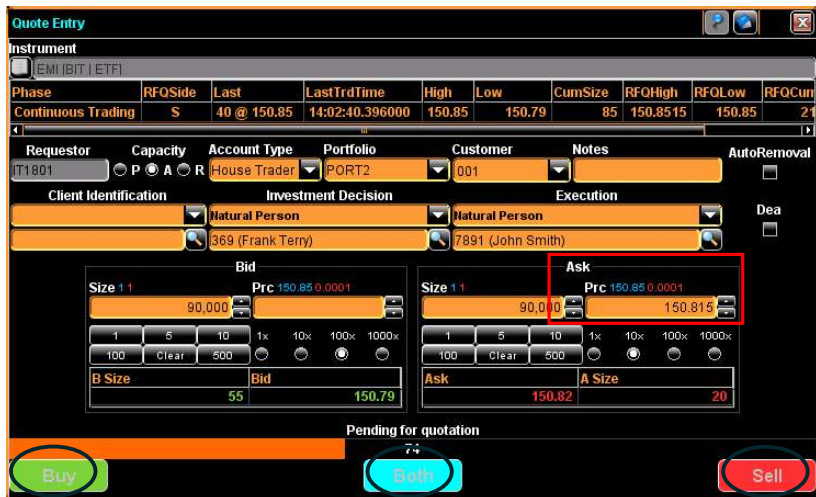 Quote Entry
Instrument
EMI [BIT | ETF]
Phase RFQSide Last LastTrdTime High Low CumSize RFQHigh RFQLow RFQCun
Continuous Trading S 40 @ 150.85 14:02:40.396000 150.85 150.79 85 150.8515 150.85 21
Requestor Capacity Account Type Portfolio Customer Notes AutoRemoval
IT1801 P A R House Trader PORT2 001
Client Identification Investment Decision Execution Dea
Natural Person Natural Person
369 (Frank Terry) 7891 (John Smith)
Bid Ask
Size 1 1 Prc 150.85 0.0001 Size 1 1 Prc 150.85 0.0001
90,000 90,000 150.815
1 5 10 1x 10x 100x 1000x 1 5 10 1x 10x 100x 1000x
100 Clear 500 100 Clear 500
B Size Bid Ask A Size
55 150.79 150.82 20
Pending for quotation
74
Buy Both Sell